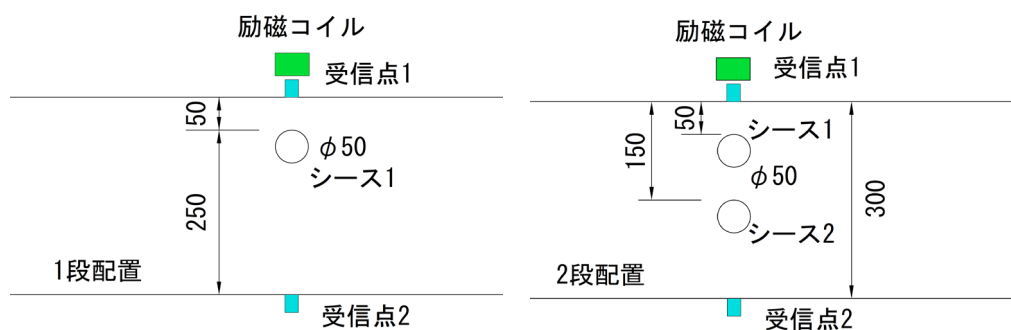 励磁コイル
受信点1
50
φ50
シース1
250
1段配置
受信点2
励磁コイル
受信点1
50
シース1
150
φ50
300
シース2
2段配置
受信点2